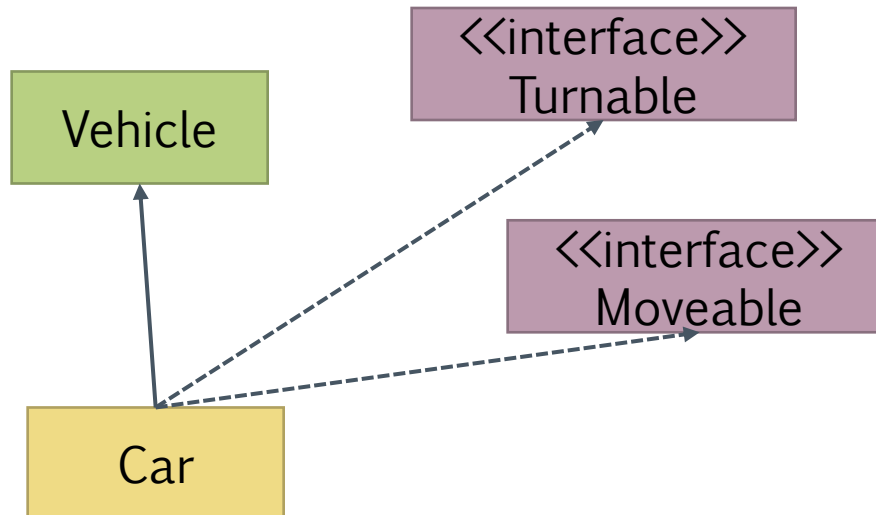 <<interface>>
Turnable
Vehicle
<<interface>>
Moveable
Car